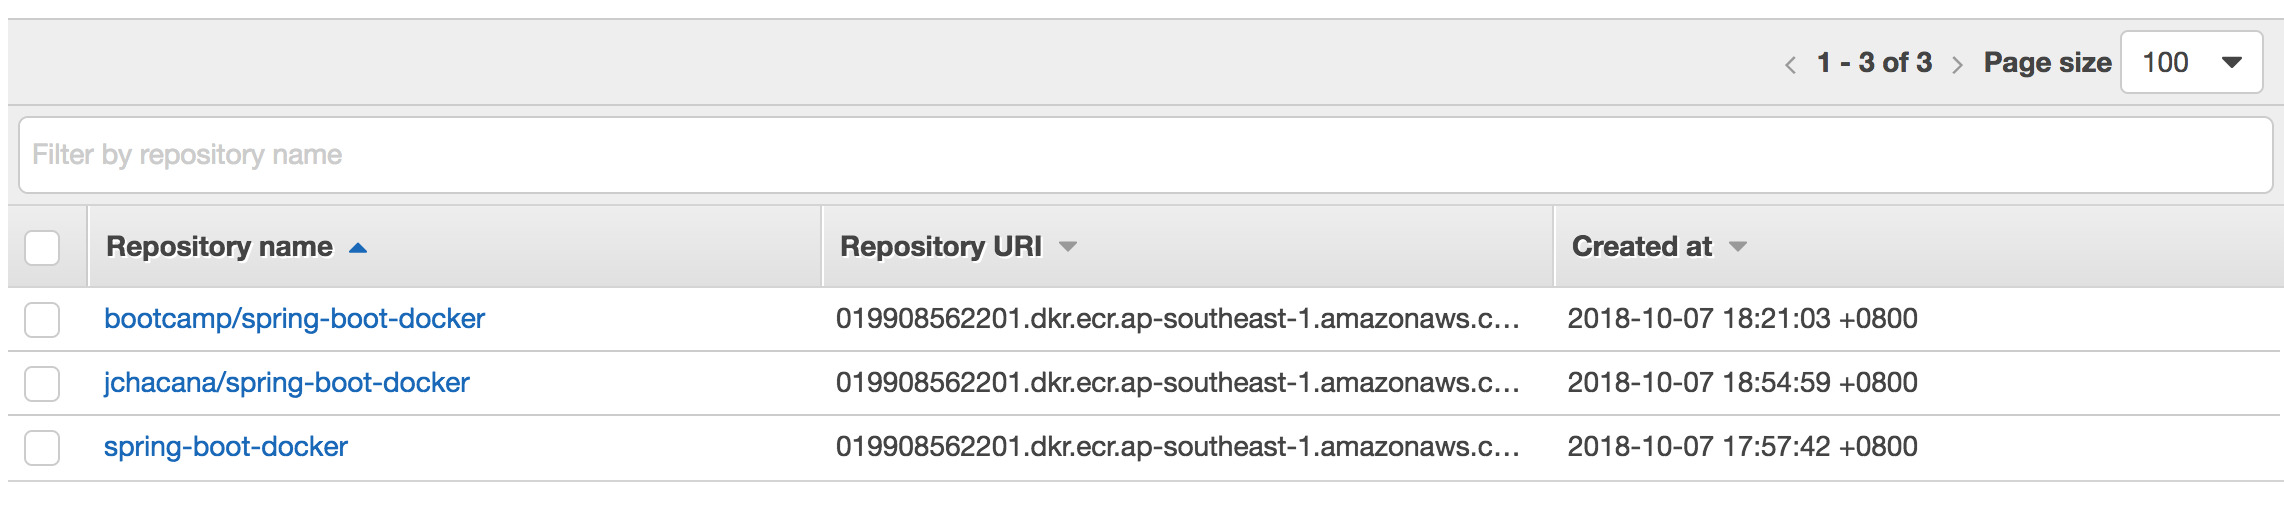 < 1 - 3 of 3 > Page size 100
Filter by repository name
Repository name Repository URI Created at
bootcamp/spring-boot-docker 019908562201.dkr.ecr.ap-southeast-1.amazonaws.c... 2018-10-07 18:21:03 +0800
jchacana/spring-boot-docker 019908562201.dkr.ecr.ap-southeast-1.amazonaws.c... 2018-10-07 18:54:59 +0800
spring-boot-docker 019908562201.dkr.ecr.ap-southeast-1.amazonaws.c... 2018-10-07 17:57:42 +0800